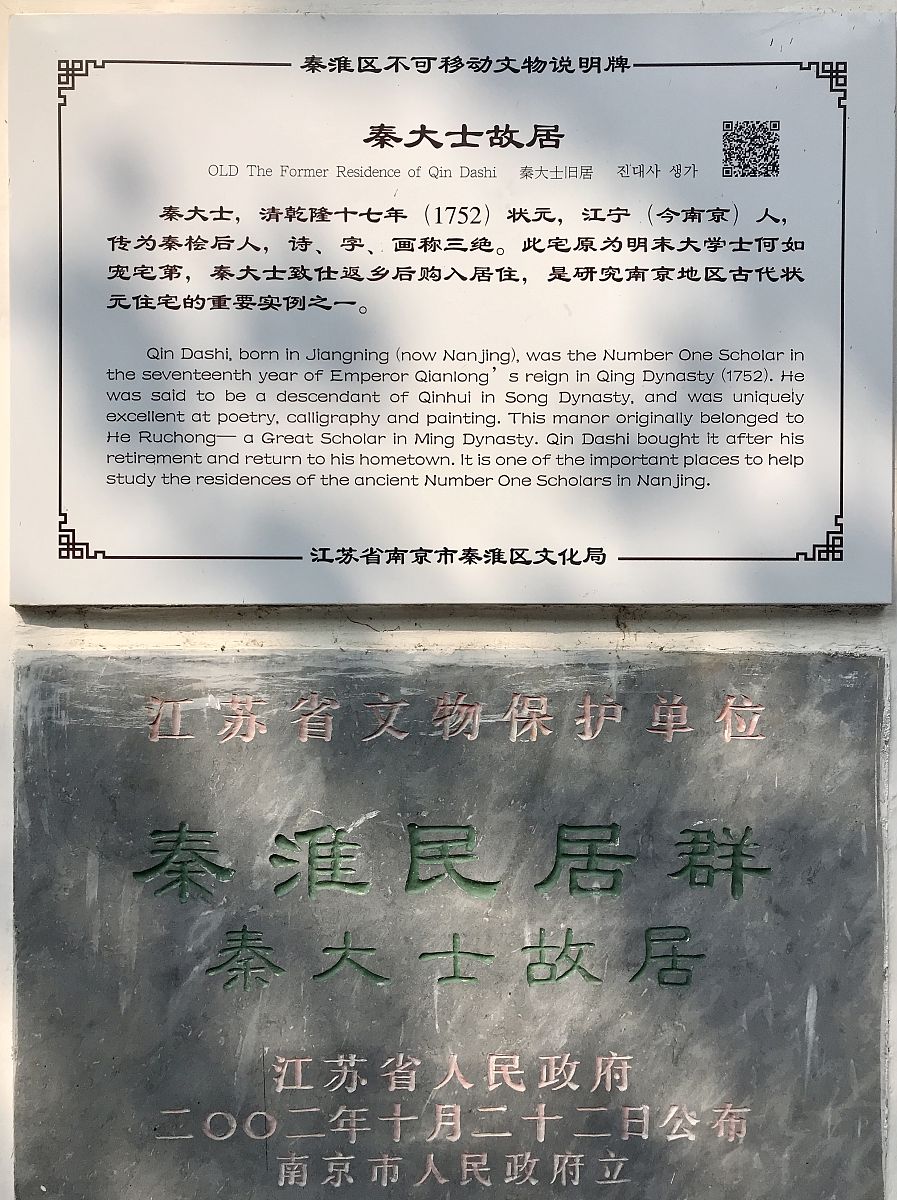 秦淮区不可移动文物说明牌
秦大士故居
OLD The Former Residence of Qin Dashi 秦大士旧居 진대사 생가
秦大士，清乾隆十七年（1752）状元，江宁（今南京）人，
传为秦桧后人，诗、字、画称三绝。此宅原为明末大学士何如
宠宅第，秦大士致仕返乡后购入居住，是研究南京地区古代状
元住宅的重要实例之一。
Qin Dashi, born in Jiangning (now Nanjing), was the Number One Scholar in
the seventeenth year of Emperor Qianlong’s reign in Qing Dynasty (1752). He
was said to be a descendant of Qinhui in Song Dynasty, and was uniquely
excellent at poetry, calligraphy and painting. This manor originally belonged to
He Ruchong— a Great Scholar in Ming Dynasty. Qin Dashi bought it after his
retirement and return to his hometown. It is one of the important places to help
study the residences of the ancient Number One Scholars in Nanjing.
江苏省南京市秦淮区文化局
江苏省文物保护单位
秦淮民居群
秦大士故居
江苏省人民政府
二〇〇二年十月二十二日公布
南京市人民政府立